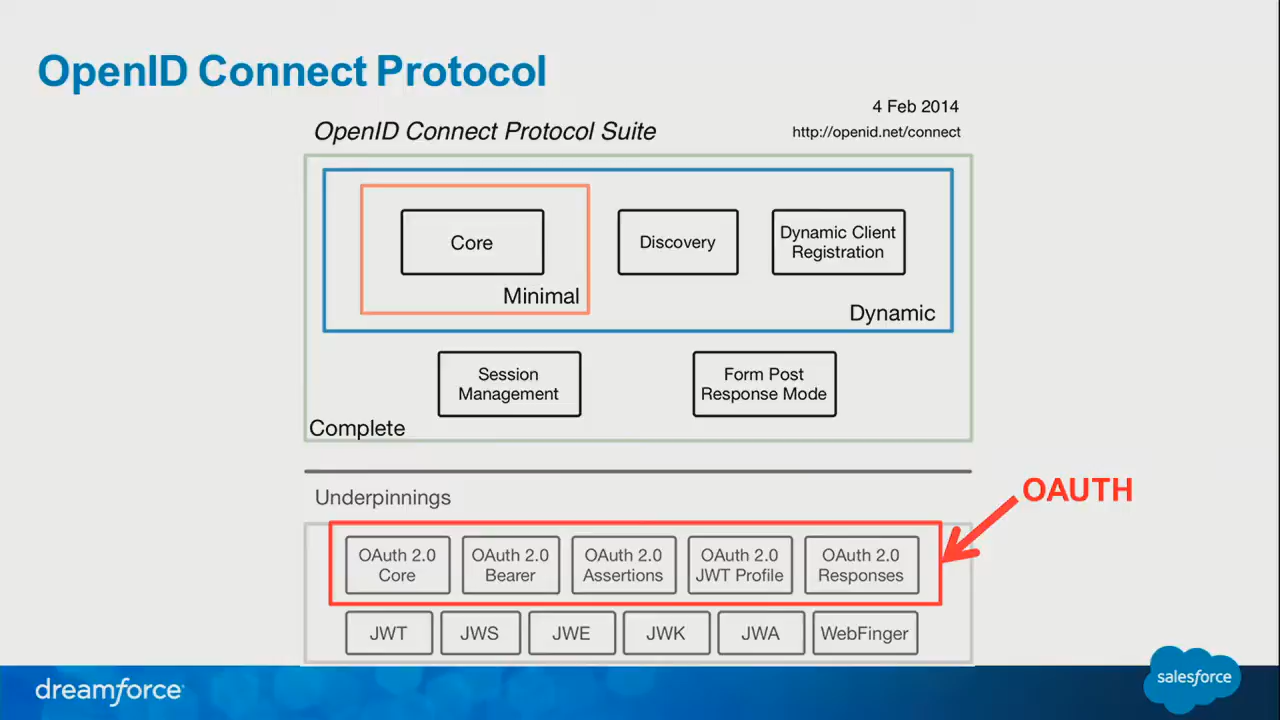 OpenID Connect Protocol
4 Feb 2014
OpenID Connect Protocol Suite
http://openid.net/connect
Core
Discovery
Dynamic Client
Registration
Minimal
Dynamic
Session
Management
Form Post
Response Mode
Complete
Underpinnings
OAUTH
OAuth 2.0
Core
OAuth 2.0
Bearer
OAuth 2.0
Assertions
OAuth 2.0
JWT Profile
OAuth 2.0
Responses
JWT
JWS
JWE
JWK
JWA
WebFinger
dreamforce
salesforce